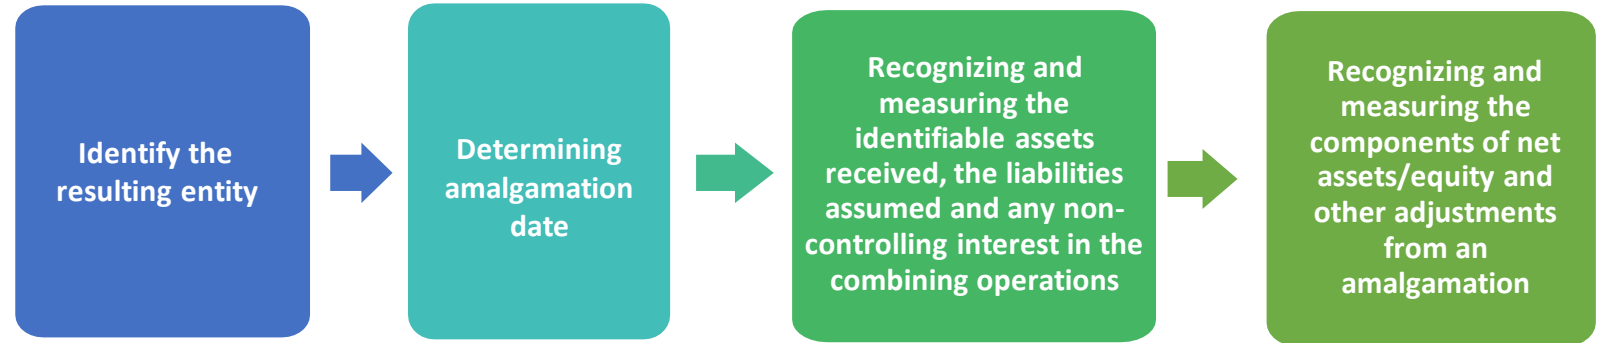 Identify the
resulting entity
Determining
amalgamation
date
Recognizing and
measuring the
identifiable assets
received, the liabilities
assumed and any non-
controlling interest in the
combining operations
Recognizing and
measuring the
components of net
assets/equity and
other adjustments
from an
amalgamation